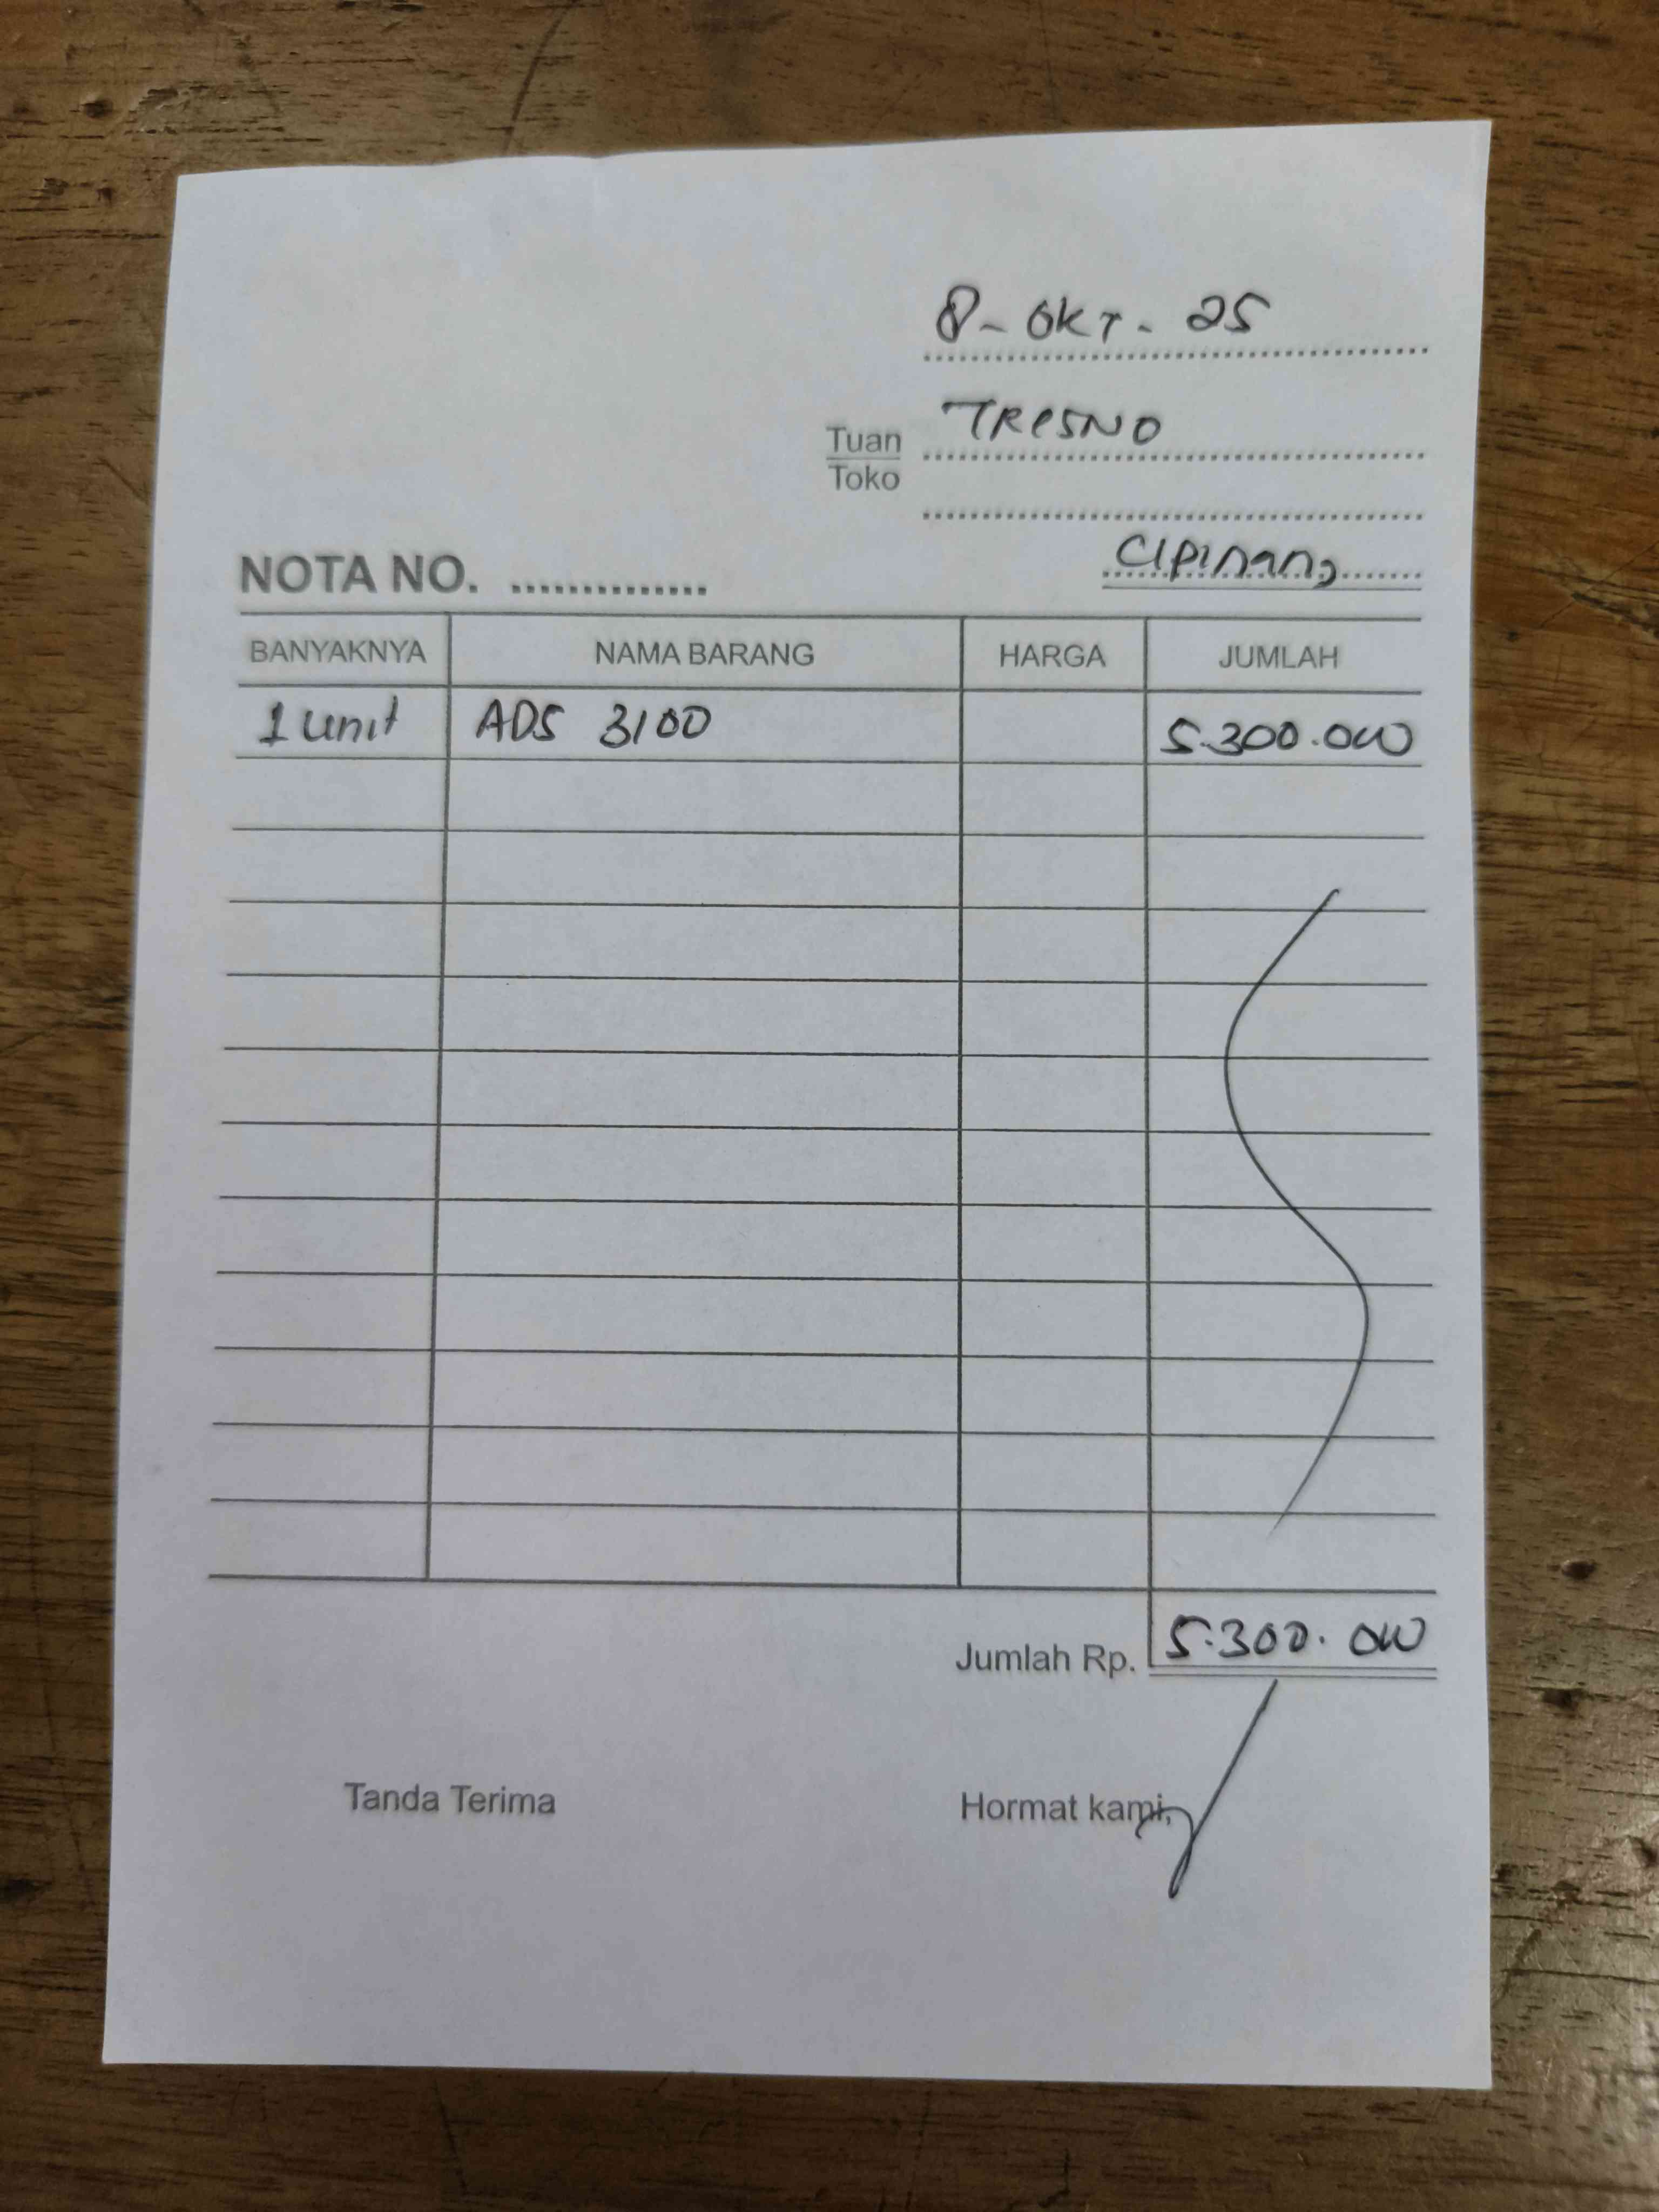 8 - Okt - 25
Tuan TRESNO
Toko
NOTA NO. .............. Cipinang
BANYAKNYA NAMA BARANG HARGA JUMLAH
1 unit ADS 3100 5.300.000
Jumlah Rp. 5.300.000
Tanda Terima Hormat kami,